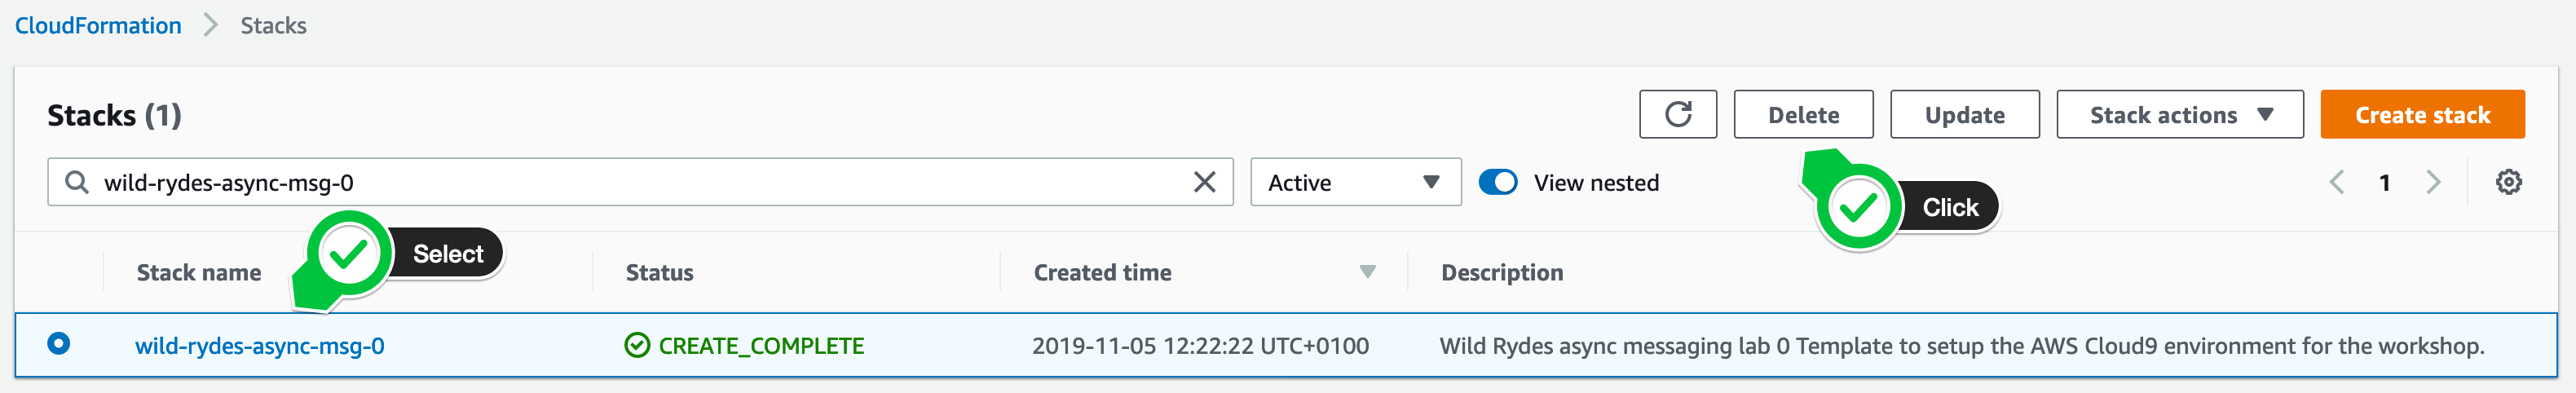 CloudFormation > Stacks
Stacks (1)
Delete
Update
Stack actions
Create stack
wild-rydes-async-msg-0
Active
View nested
1
Click
Select
Stack name
Status
Created time
Description
wild-rydes-async-msg-0
CREATE_COMPLETE
2019-11-05 12:22:22 UTC+0100
Wild Rydes async messaging lab 0 Template to setup the AWS Cloud9 environment for the workshop.